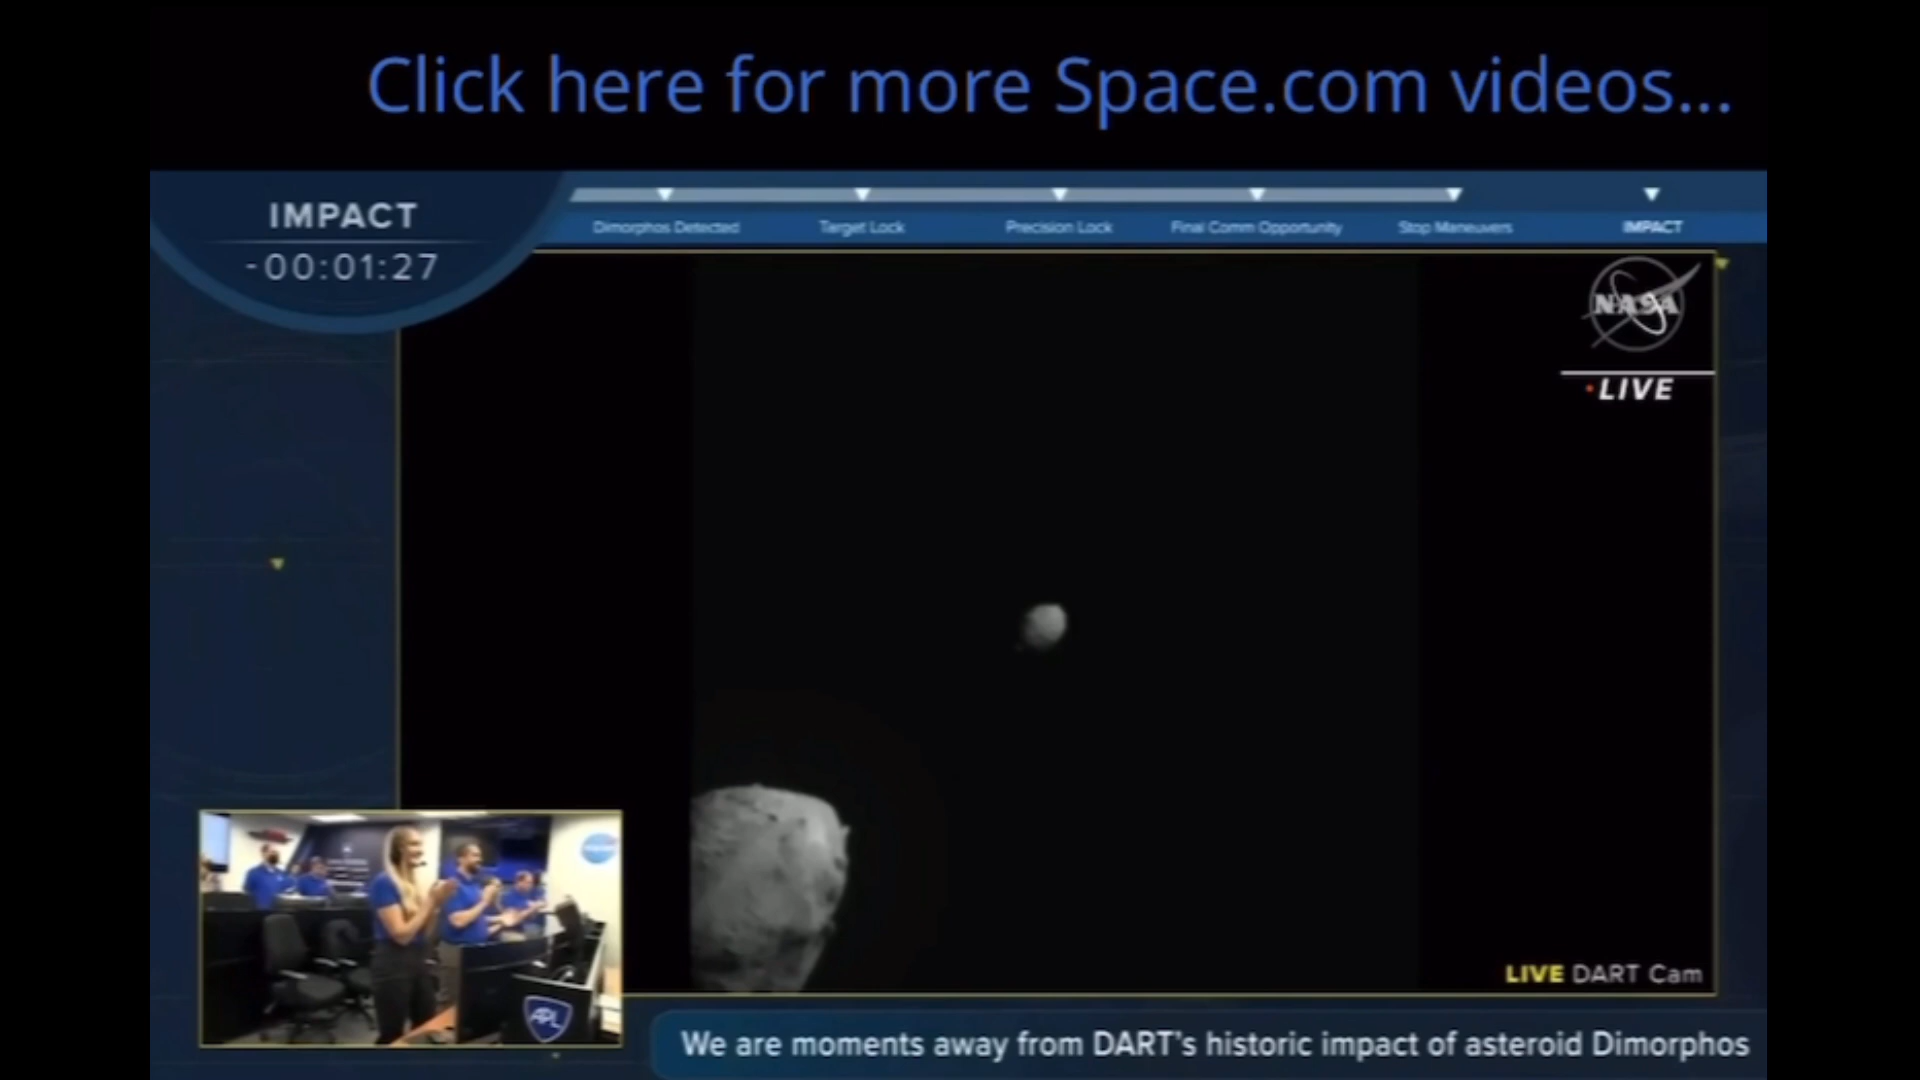 Click here for more Space.com videos...
IMPACT
-00:01:27
Dimorphos Detected
Target Lock
Precision Lock
Final Comm Opportunity
Stop Maneuvers
IMPACT
NASA
LIVE
APL
LIVE DART Cam
We are moments away from DART's historic impact of asteroid Dimorphos